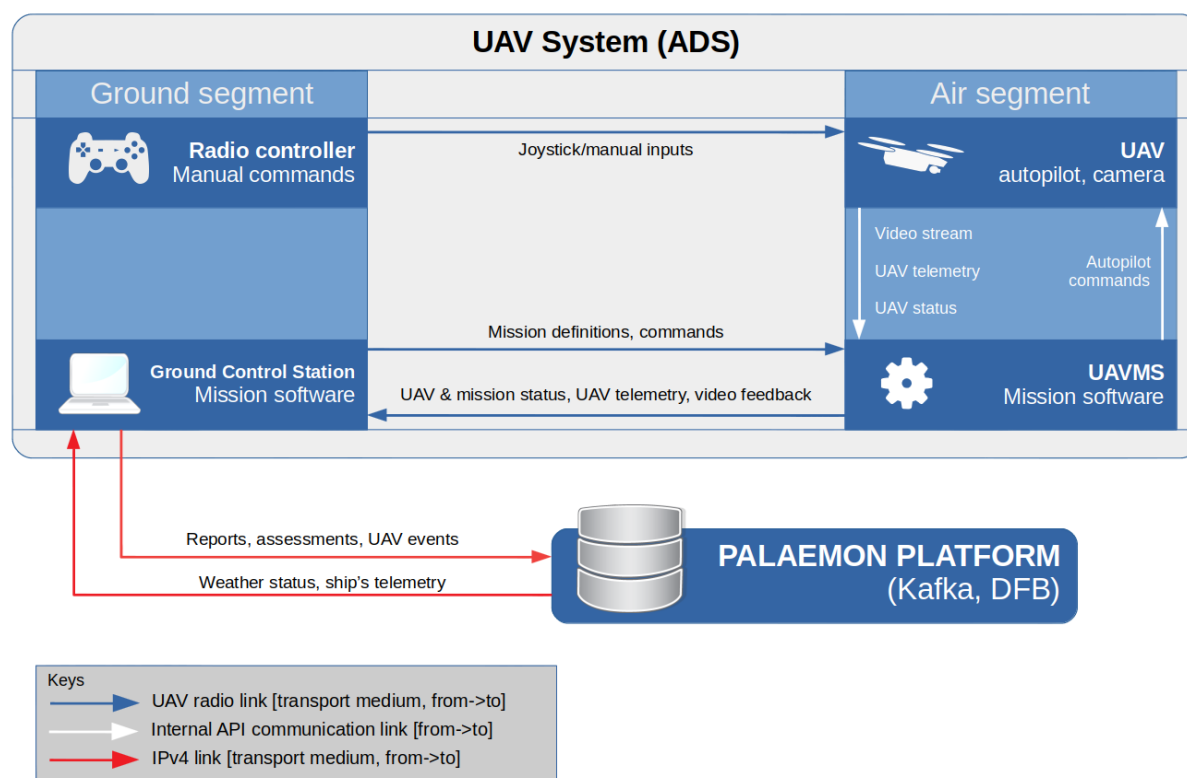 UAV System (ADS)
Ground segment
Air segment
Radio controller
Manual commands
Joystick/manual inputs
UAV
autopilot, camera
Video stream
UAV telemetry
UAV status
Autopilot
commands
Mission definitions, commands
Ground Control Station
Mission software
UAV & mission status, UAV telemetry, video feedback
UAVMS
Mission software
Reports, assessments, UAV events
Weather status, ship's telemetry
PALAEMON PLATFORM
(Kafka, DFB)
Keys
UAV radio link [transport medium, from->to]
Internal API communication link [from->to]
IPv4 link [transport medium, from->to]